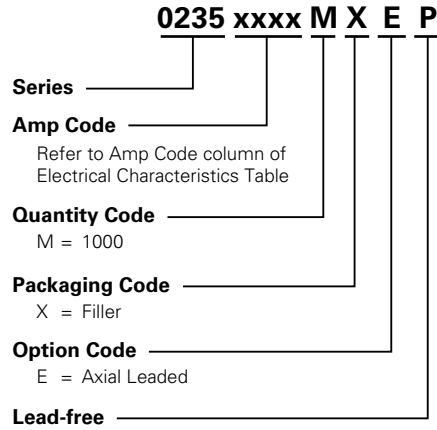 0235 xxxx M X E P
Series
Amp Code
Refer to Amp Code column of
Electrical Characteristics Table
Quantity Code
M = 1000
Packaging Code
X = Filler
Option Code
E = Axial Leaded
Lead-free